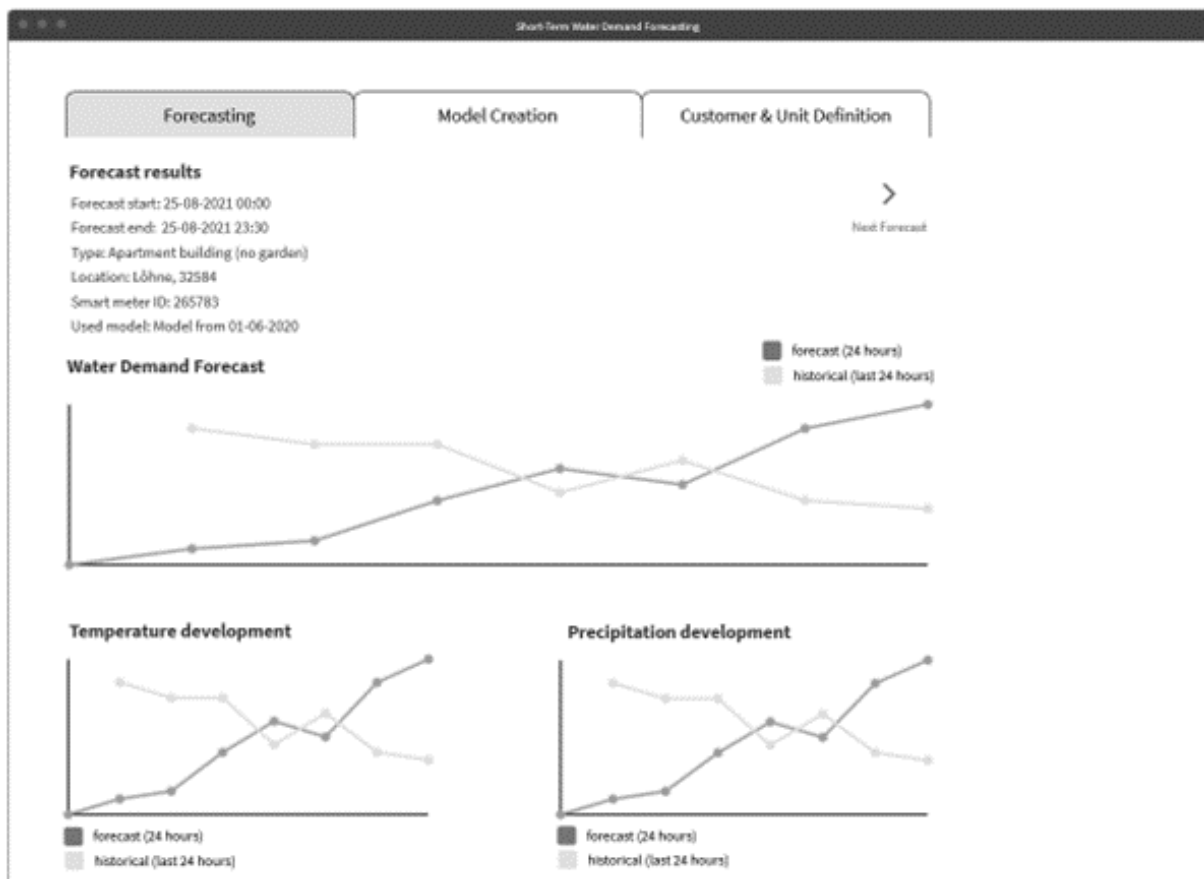 Short-Term Water Demand Forecasting
Forecasting
Model Creation
Customer & Unit Definition
Forecast results
Forecast start: 25-08-2021 00:00
Forecast end: 25-08-2021 23:30
Type: Apartment building (no garden)
Location: Löhne, 32584
Smart meter ID: 265783
Used model: Model from 01-06-2020
Next Forecast
Water Demand Forecast
forecast (24 hours)
historical (last 24 hours)
Temperature development
forecast (24 hours)
historical (last 24 hours)
Precipitation development
forecast (24 hours)
historical (last 24 hours)